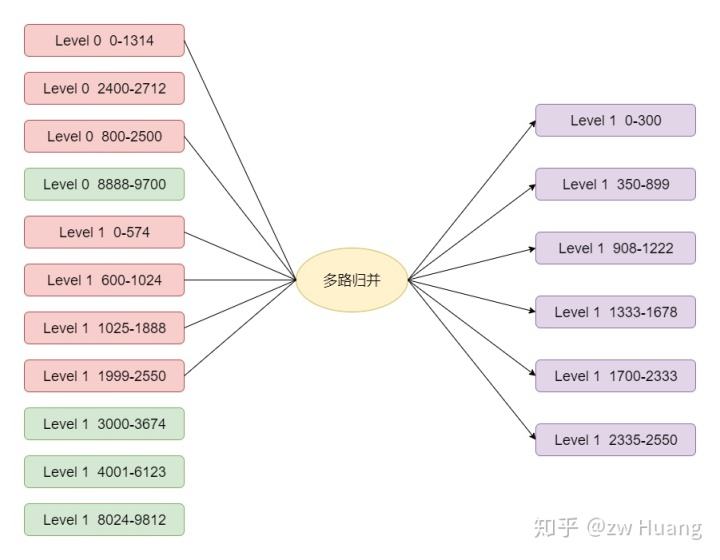 Level 0 0-1314
Level 0 2400-2712
Level 0 800-2500
Level 0 8888-9700
Level 1 0-574
Level 1 600-1024
Level 1 1025-1888
Level 1 1999-2550
Level 1 3000-3674
Level 1 4001-6123
Level 1 8024-9812
多路归并
Level 1 0-300
Level 1 350-899
Level 1 908-1222
Level 1 1333-1678
Level 1 1700-2333
Level 1 2335-2550
知乎 @zw Huang